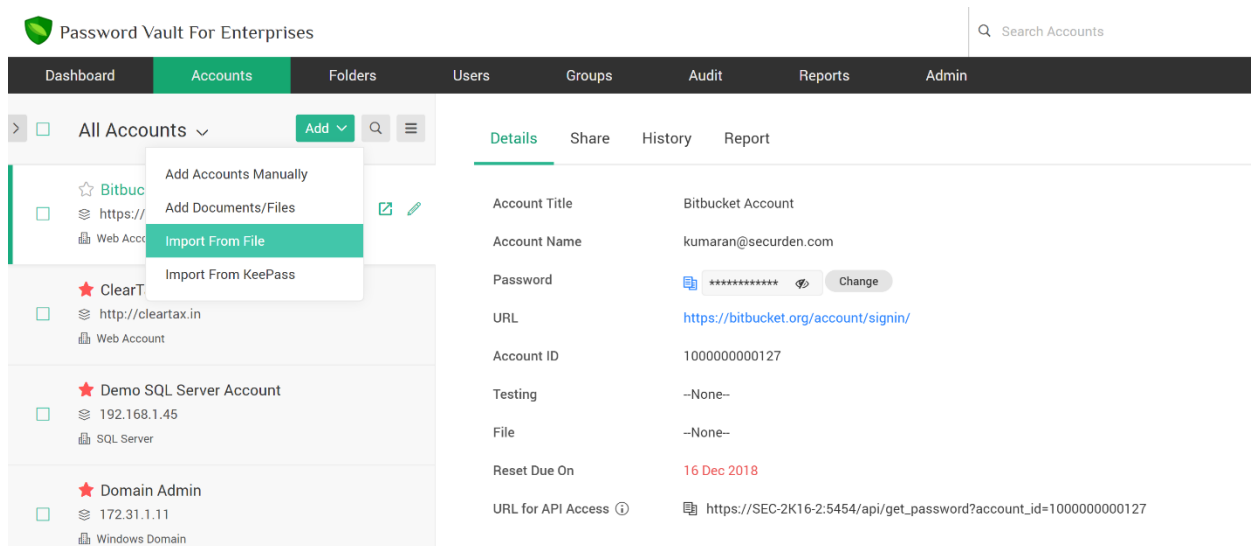 Password Vault For Enterprises
Search Accounts
Dashboard Accounts Folders Users Groups Audit Reports Admin
All Accounts Add
Add Accounts Manually
Add Documents/Files
Import From File
Import From KeePass
Bitbuc
https://
Web Acco
ClearT
http://cleartax.in
Web Account
Demo SQL Server Account
192.168.1.45
SQL Server
Domain Admin
172.31.1.11
Windows Domain
Details Share History Report
Account Title Bitbucket Account
Account Name kumaran@securden.com
Password ************ Change
URL https://bitbucket.org/account/signin/
Account ID 1000000000127
Testing --None--
File --None--
Reset Due On 16 Dec 2018
URL for API Access https://SEC-2K16-2:5454/api/get_password?account_id=1000000000127